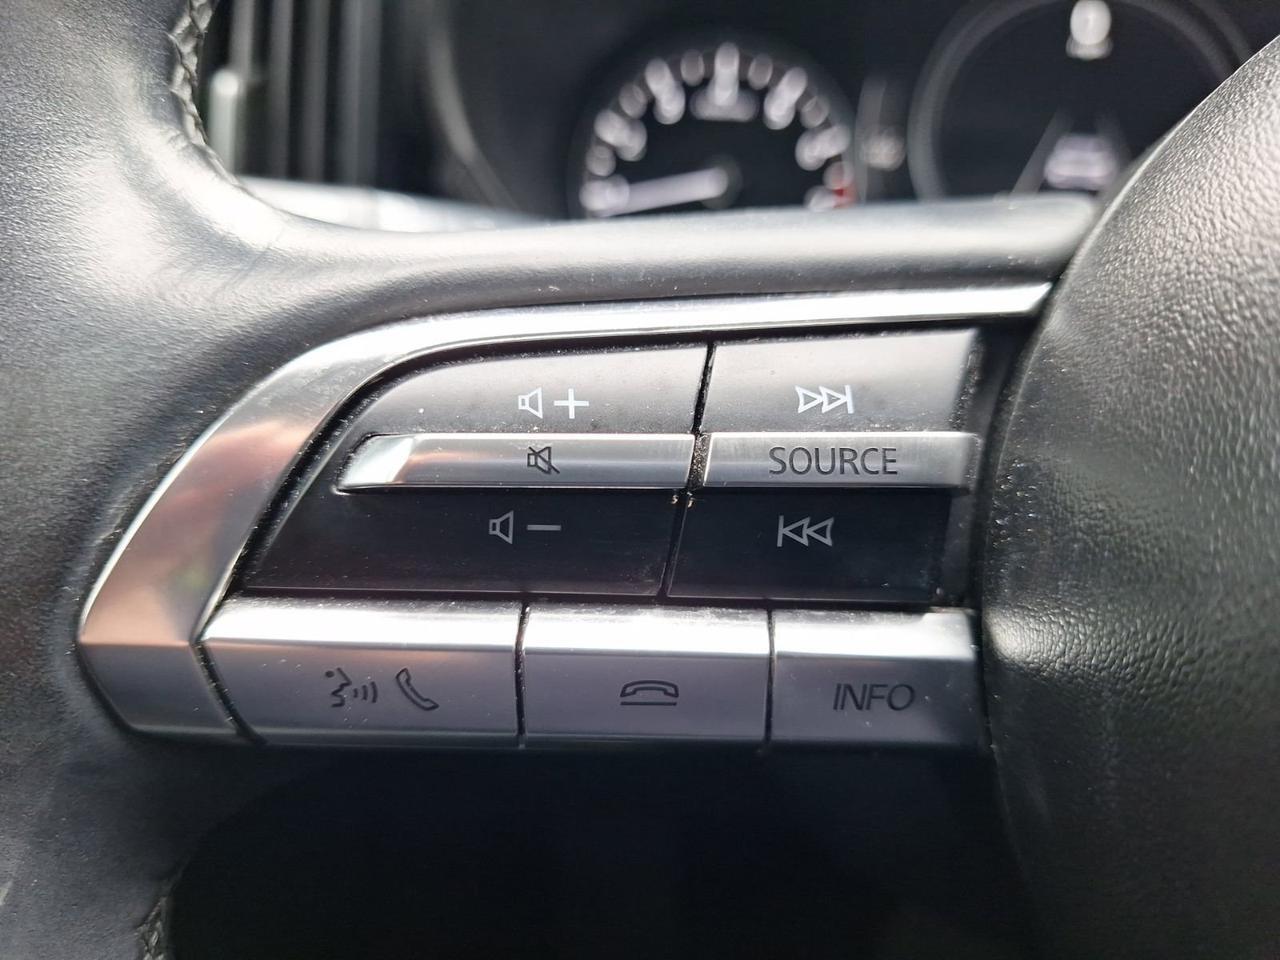 +
SOURCE
−
INFO